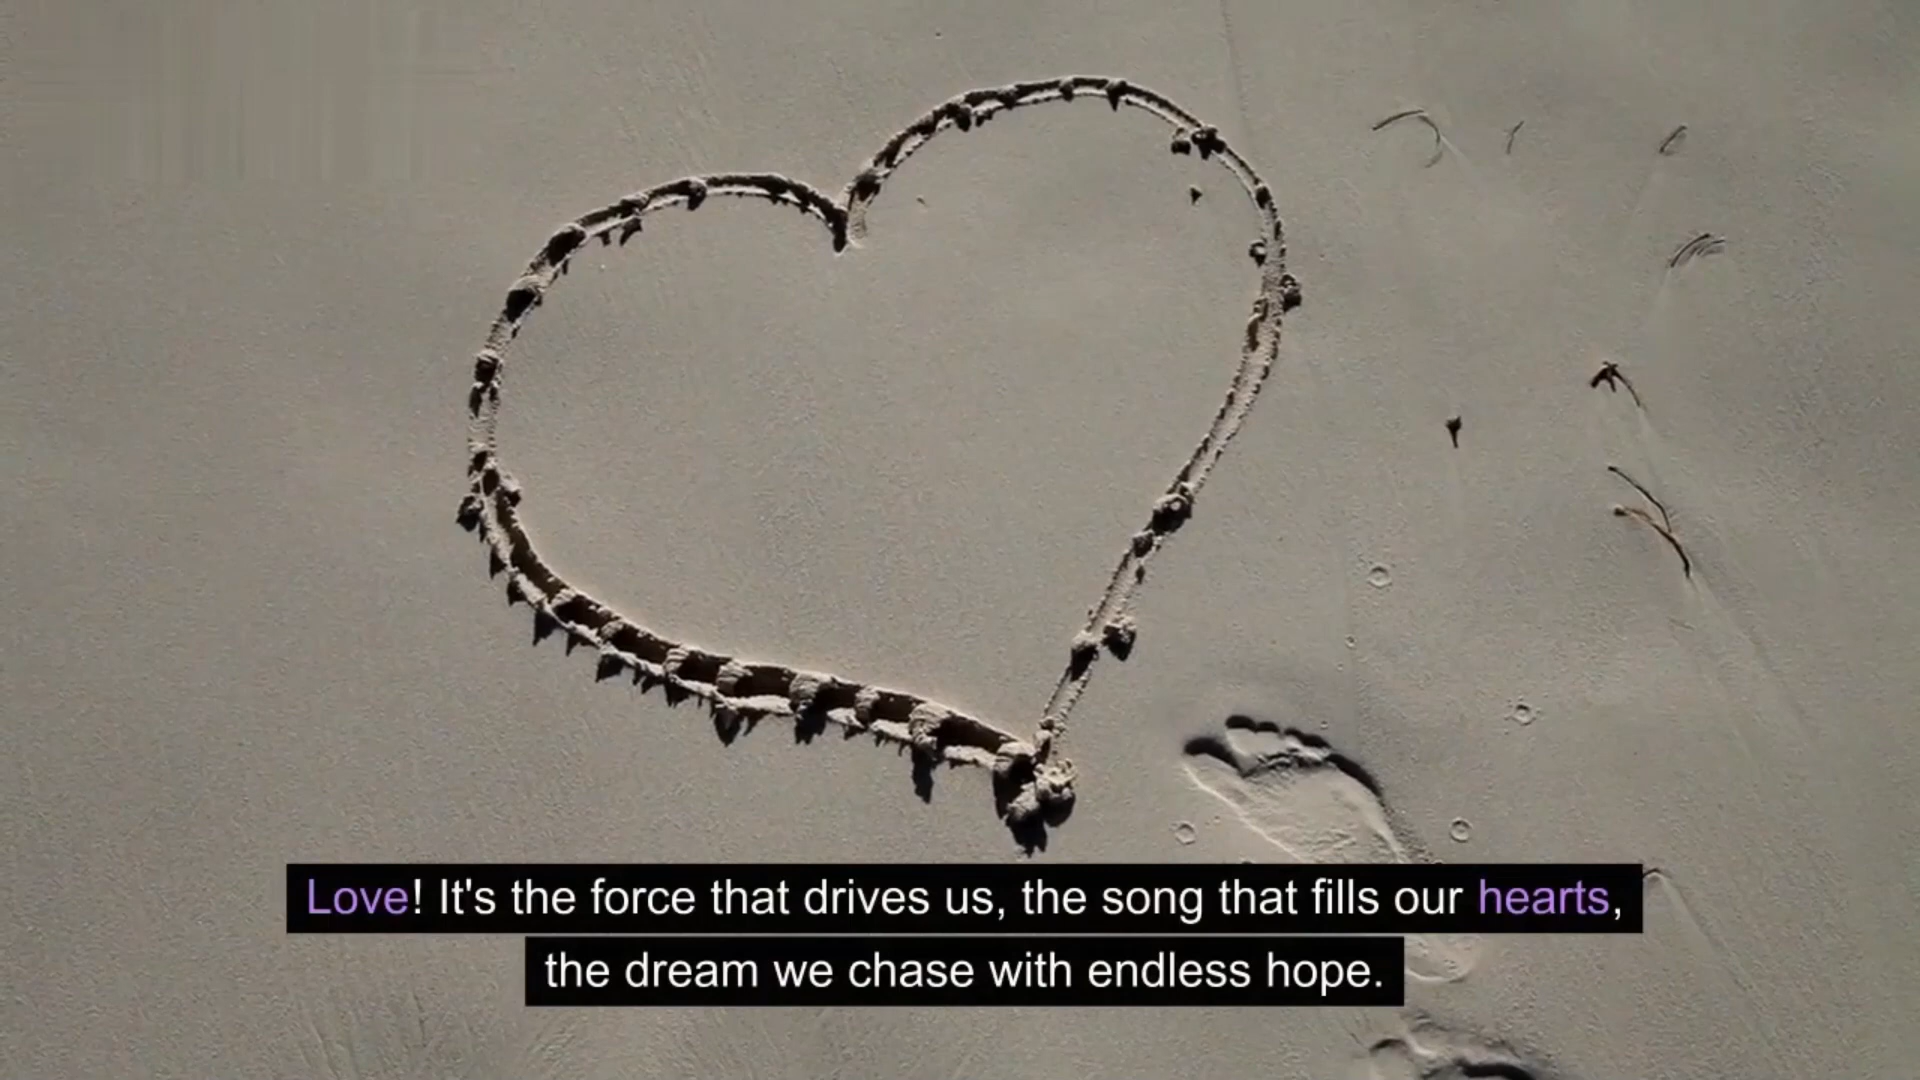 Love! It's the force that drives us, the song that fills our hearts,
the dream we chase with endless hope.